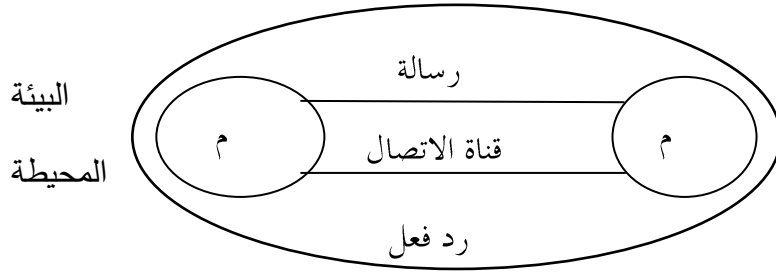 رسالة
البيئة
م
م
قناة الاتصال
المحيطة
رد فعل